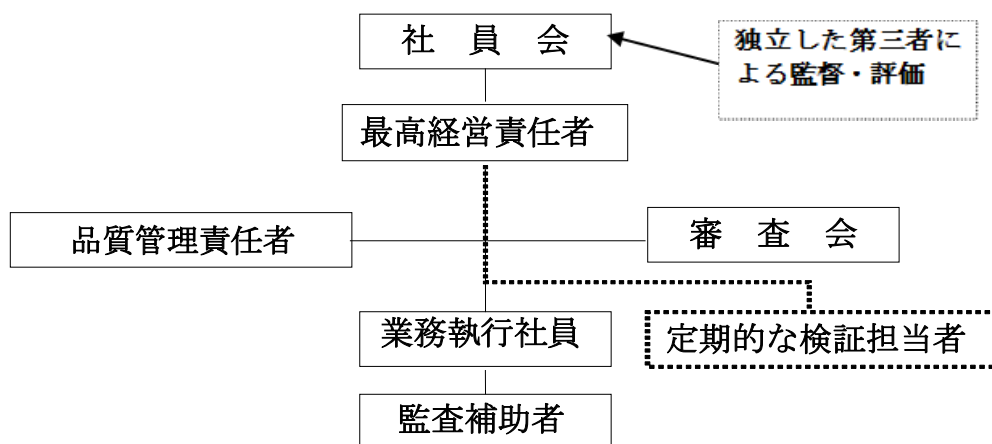 社　員　会
独立した第三者に
よる監督・評価
最高経営責任者
品質管理責任者
審　査　会
業務執行社員
定期的な検証担当者
監査補助者